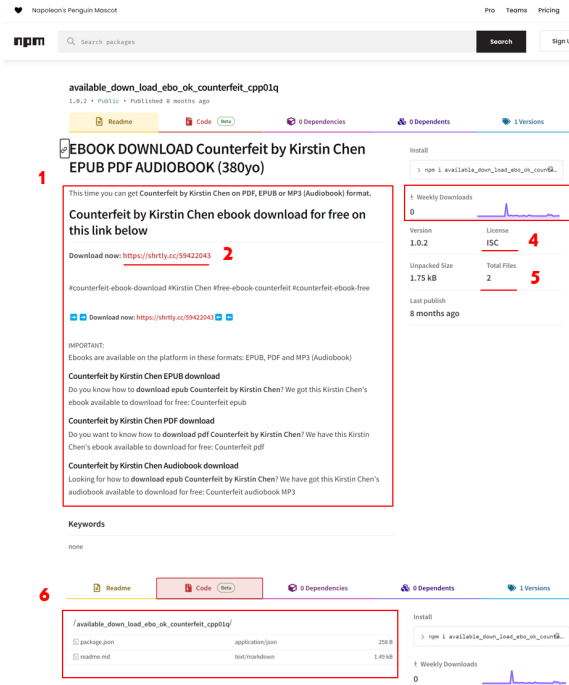 Napoleon's Penguin Mascot
Pro Teams Pricing
npm
Search packages
Search
Sign U
available_down_load_ebo_ok_counterfeit_cpp01q
1.0.2 • Public • Published 8 months ago
Readme
Code Beta
0 Dependencies
0 Dependents
1 Versions
1
EBOOK DOWNLOAD Counterfeit by Kirstin Chen
EPUB PDF AUDIOBOOK (380yo)
This time you can get Counterfeit by Kirstin Chen on PDF, EPUB or MP3 (Audiobook) format.
Counterfeit by Kirstin Chen ebook download for free on
this link below
Download now: https://shrtly.cc/59422043
2
#counterfeit-ebook-download #Kirstin Chen #free-ebook-counterfeit #counterfeit-ebook-free
Download now: https://shrtly.cc/59422043
IMPORTANT:
Ebooks are available on the platform in these formats: EPUB, PDF and MP3 (Audiobook)
Counterfeit by Kirstin Chen EPUB download
Do you know how to download epub Counterfeit by Kirstin Chen? We got this Kirstin Chen's
ebook available to download for free: Counterfeit epub
Counterfeit by Kirstin Chen PDF download
Do you want to know how to download pdf Counterfeit by Kirstin Chen? We have this Kirstin
Chen's ebook available to download for free: Counterfeit pdf
Counterfeit by Kirstin Chen Audiobook download
Looking for how to download epub Counterfeit by Kirstin Chen? We have got this Kirstin Chen's
audiobook available to download for free: Counterfeit audiobook MP3
Keywords
none
Install
> npm i available_down_load_ebo_ok_counte…
Weekly Downloads
0
Version
1.0.2
License
ISC
4
Unpacked Size
1.75 kB
Total Files
2
5
Last publish
8 months ago
6
Readme
Code Beta
0 Dependencies
0 Dependents
1 Versions
/available_down_load_ebo_ok_counterfeit_cpp01q/
package.json application/json 258 B
readme.md text/markdown 1.49 kB
Install
> npm i available_down_load_ebo_ok_counte…
Weekly Downloads
0